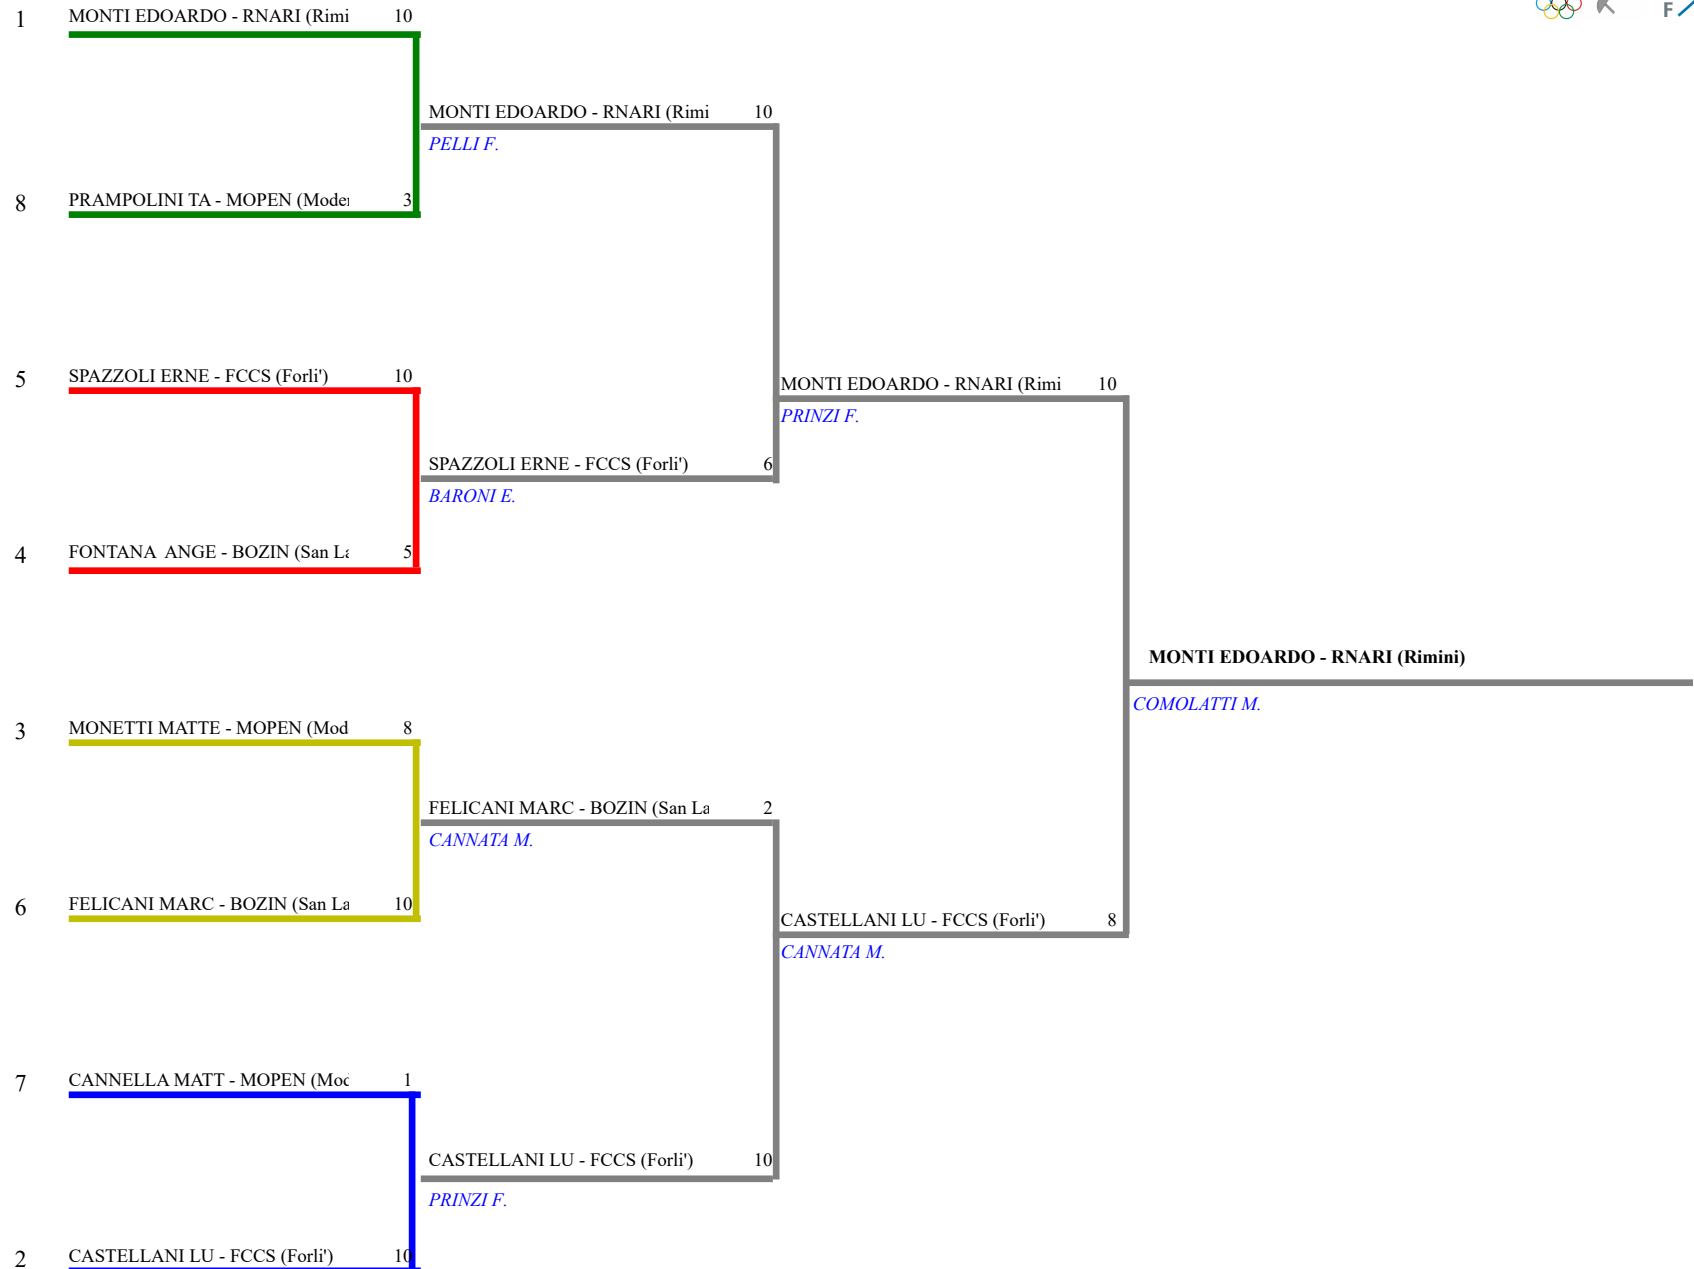 F
1 MONTI EDOARDO - RNARI (Rimi 10
MONTI EDOARDO - RNARI (Rimi 10
PELLI F.
8 PRAMPOLINI TA - MOPEN (Moder 3
5 SPAZZOLI ERNE - FCCS (Forli') 10
MONTI EDOARDO - RNARI (Rimi 10
PRINZI F.
SPAZZOLI ERNE - FCCS (Forli') 6
BARONI E.
4 FONTANA ANGE - BOZIN (San La 5
MONTI EDOARDO - RNARI (Rimini)
COMOLATTI M.
3 MONETTI MATTE - MOPEN (Mod 8
FELICANI MARC - BOZIN (San La 2
CANNATA M.
6 FELICANI MARC - BOZIN (San La 10
CASTELLANI LU - FCCS (Forli') 8
CANNATA M.
7 CANNELLA MATT - MOPEN (Mod 1
CASTELLANI LU - FCCS (Forli') 10
PRINZI F.
2 CASTELLANI LU - FCCS (Forli') 10